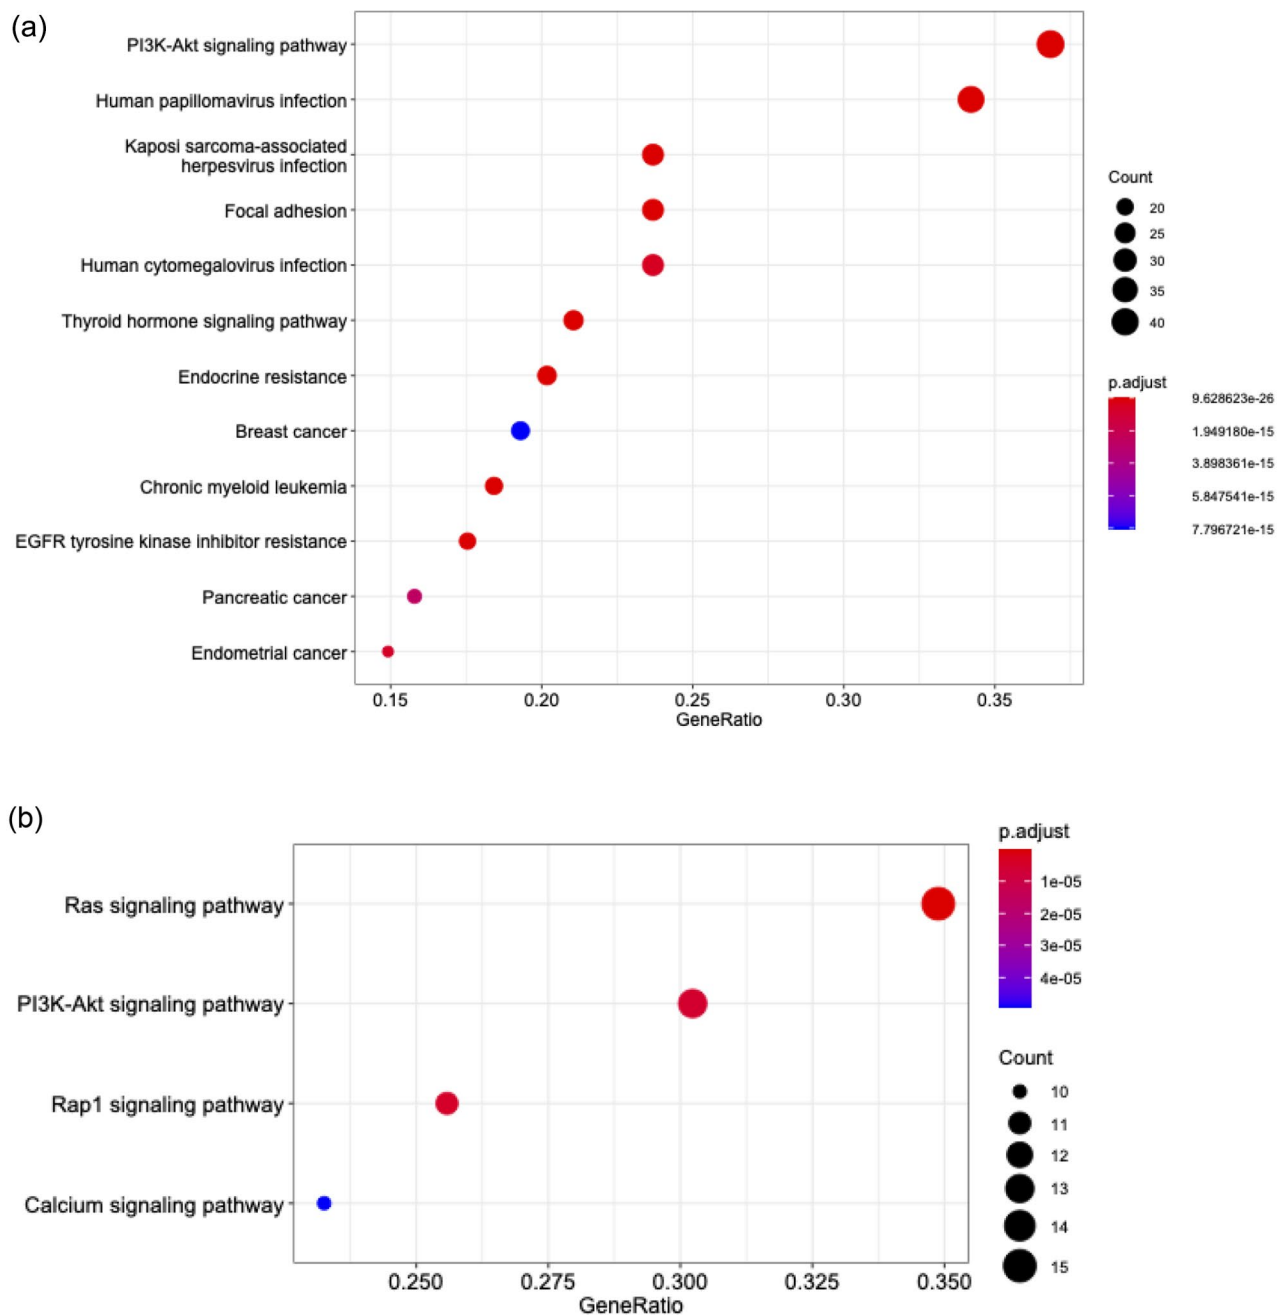 (a)
PI3K-Akt signaling pathway
Human papillomavirus infection
Kaposi sarcoma-associated
herpesvirus infection
Focal adhesion
Human cytomegalovirus infection
Thyroid hormone signaling pathway
Endocrine resistance
Breast cancer
Chronic myeloid leukemia
EGFR tyrosine kinase inhibitor resistance
Pancreatic cancer
Endometrial cancer
0.15 0.20 0.25 0.30 0.35
GeneRatio
Count
20
25
30
35
40
p.adjust
9.628623e-26
1.949180e-15
3.898361e-15
5.847541e-15
7.796721e-15
(b)
Ras signaling pathway
PI3K-Akt signaling pathway
Rap1 signaling pathway
Calcium signaling pathway
0.250 0.275 0.300 0.325 0.350
GeneRatio
p.adjust
1e-05
2e-05
3e-05
4e-05
Count
10
11
12
13
14
15